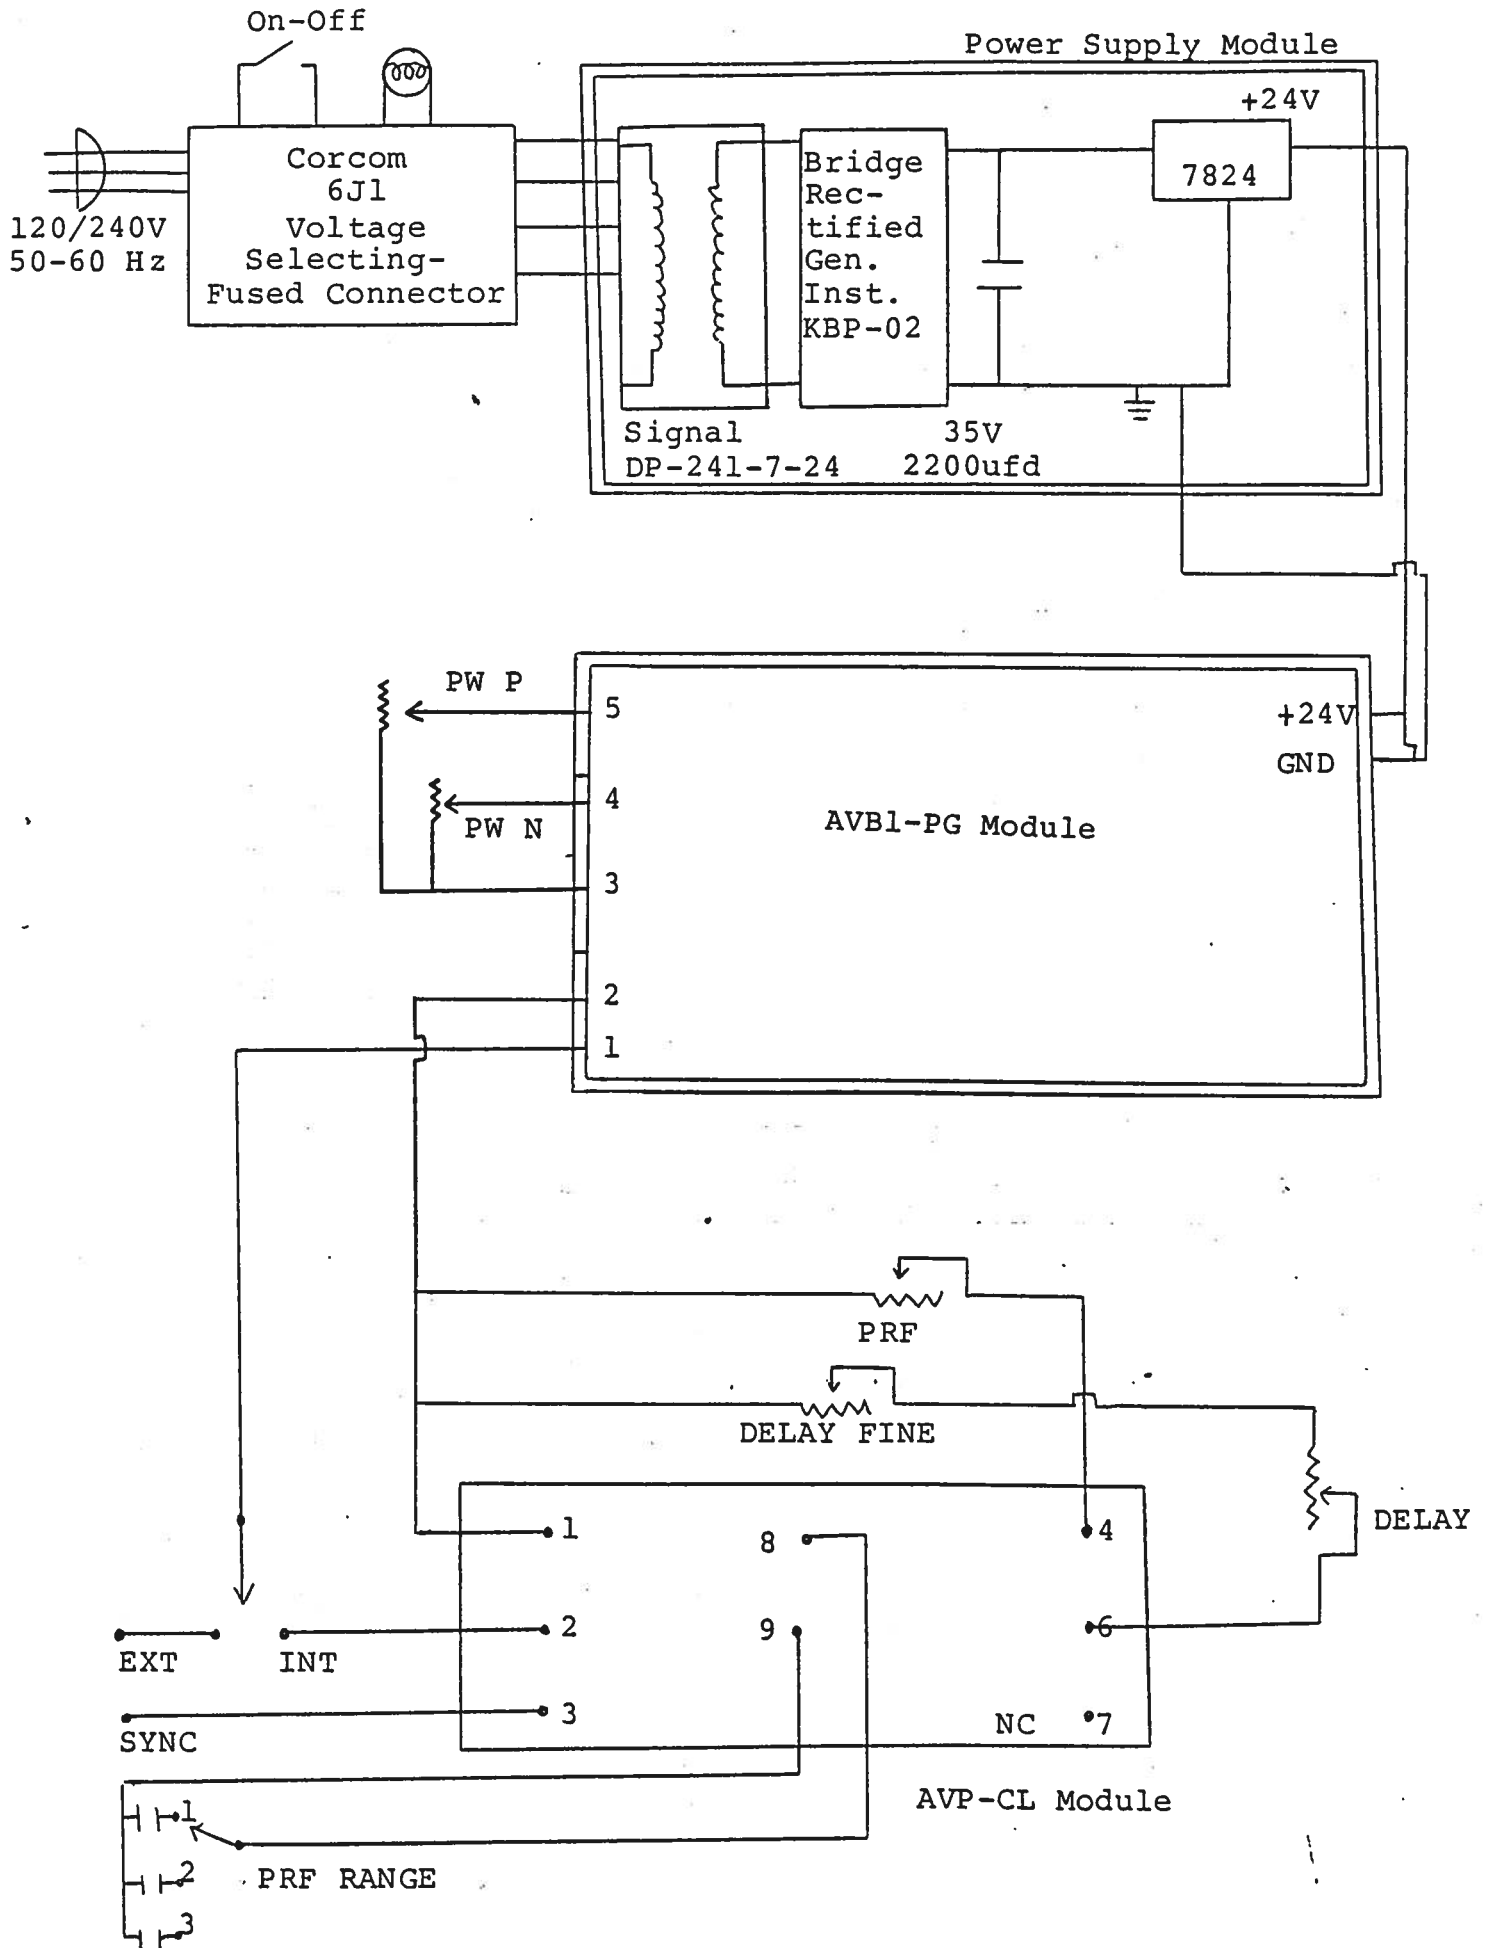 On-Off
Power Supply Module
+24V
Corcom
6J1
Voltage
Selecting-
Fused Connector
120/240V
50-60 Hz
Bridge
Rec-
tified
Gen.
Inst.
KBP-02
7824
Signal
DP-241-7-24
35V
2200ufd
PW P
5
+24V
GND
4
PW N
AVB1-PG Module
3
2
1
PRF
DELAY FINE
DELAY
1
8
4
2
9
6
EXT
INT
3
NC
7
SYNC
AVP-CL Module
1
2
PRF RANGE
3